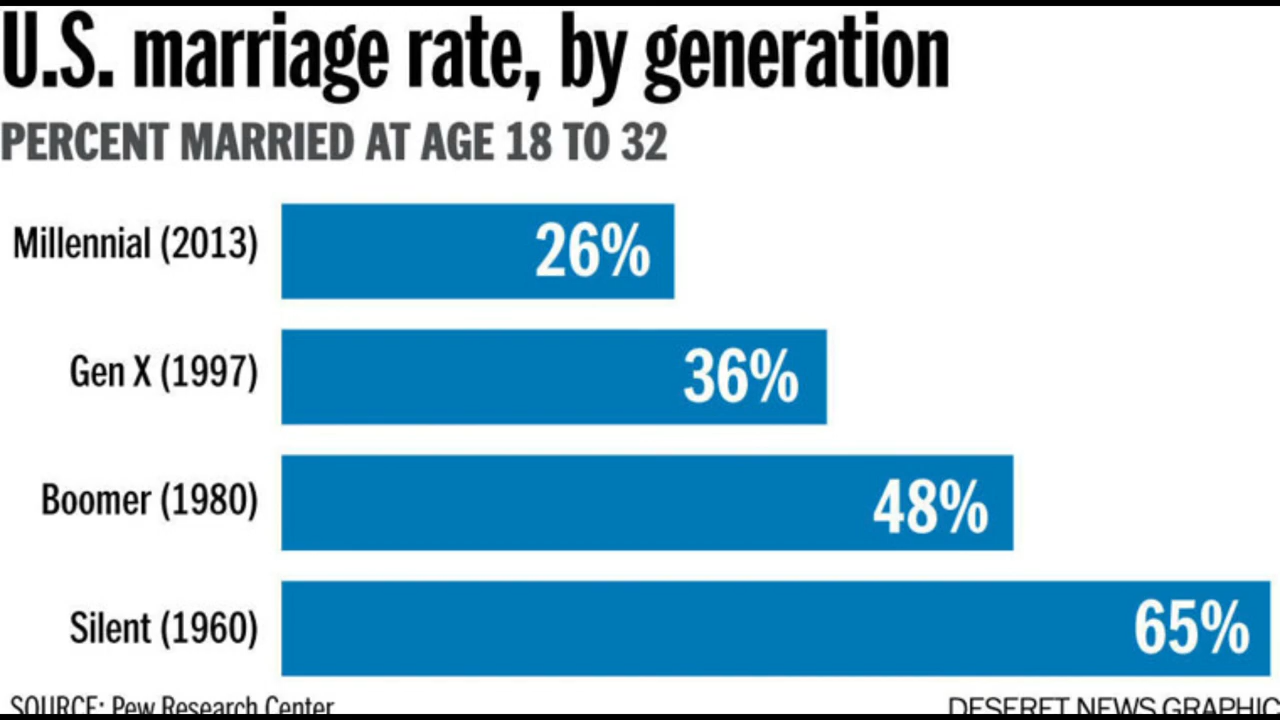 U.S. marriage rate, by generation
PERCENT MARRIED AT AGE 18 TO 32
Millennial (2013) 26%
Gen X (1997) 36%
Boomer (1980) 48%
Silent (1960) 65%
SOURCE: Pew Research Center DESERET NEWS GRAPHIC